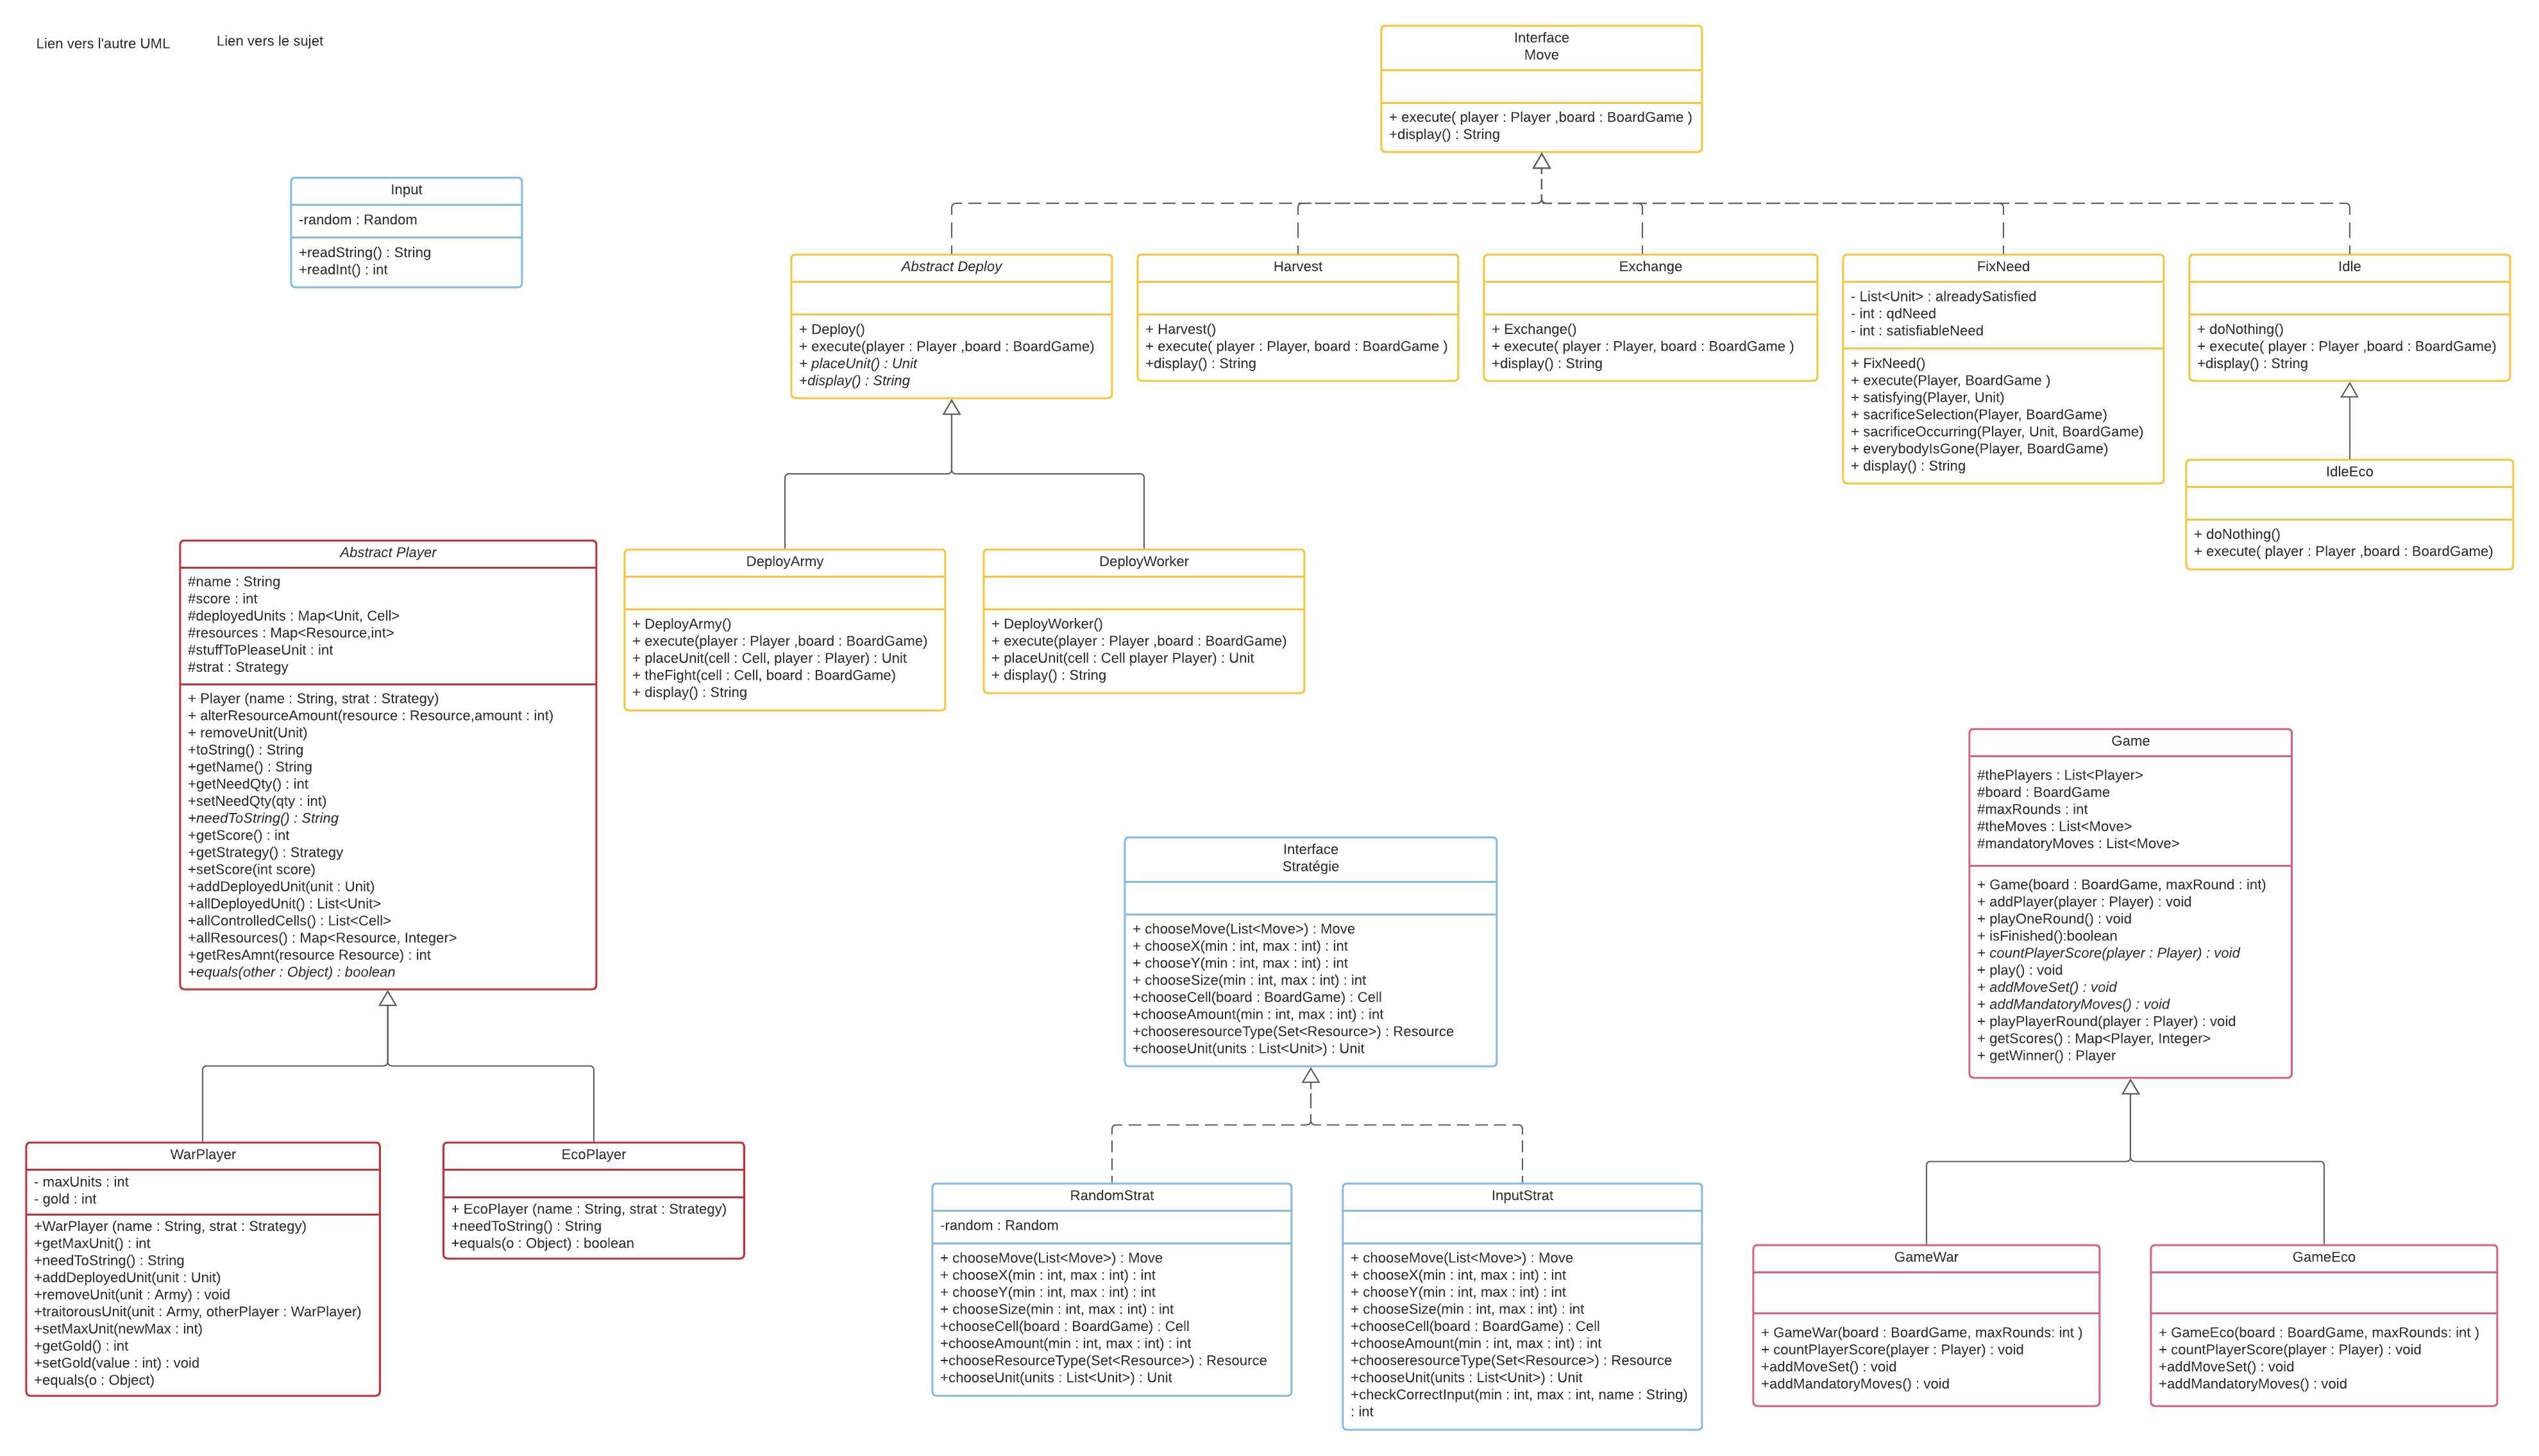 Lien vers l'autre UML
Lien vers le sujet
Interface
Move
+ execute( player : Player ,board : BoardGame )
+display() : String
Input
-random : Random
+readString() : String
+readInt() : int
Abstract Deploy
+ Deploy()
+ execute(player : Player ,board : BoardGame)
+ placeUnit() : Unit
+display() : String
Harvest
+ Harvest()
+ execute( player : Player, board : BoardGame )
+display() : String
Exchange
+ Exchange()
+ execute( player : Player, board : BoardGame )
+display() : String
FixNeed
- List<Unit> : alreadySatisfied
- int : qdNeed
- int : satisfiableNeed
+ FixNeed()
+ execute(Player, BoardGame )
+ satisfying(Player, Unit)
+ sacrificeSelection(Player, BoardGame)
+ sacrificeOccurring(Player, Unit, BoardGame)
+ everybodyIsGone(Player, BoardGame)
+ display() : String
Idle
+ doNothing()
+ execute( player : Player ,board : BoardGame)
+display() : String
IdleEco
+ doNothing()
+ execute( player : Player ,board : BoardGame)
Abstract Player
#name : String
#score : int
#deployedUnits : Map<Unit, Cell>
#resources : Map<Resource,int>
#stuffToPleaseUnit : int
#strat : Strategy
+ Player (name : String, strat : Strategy)
+ alterResourceAmount(resource : Resource,amount : int)
+ removeUnit(Unit)
+toString() : String
+getName() : String
+getNeedQty() : int
+setNeedQty(qty : int)
+needToString() : String
+getScore() : int
+getStrategy() : Strategy
+setScore(int score)
+addDeployedUnit(unit : Unit)
+allDeployedUnit() : List<Unit>
+allControlledCells() : List<Cell>
+allResources() : Map<Resource, Integer>
+getResAmnt(resource Resource) : int
+equals(other : Object) : boolean
DeployArmy
+ DeployArmy()
+ execute(player : Player ,board : BoardGame)
+ placeUnit(cell : Cell, player : Player) : Unit
+ theFight(cell : Cell, board : BoardGame)
+ display() : String
DeployWorker
+ DeployWorker()
+ execute(player : Player ,board : BoardGame)
+ placeUnit(cell : Cell player Player) : Unit
+ display() : String
Game
#thePlayers : List<Player>
#board : BoardGame
#maxRounds : int
#theMoves : List<Move>
#mandatoryMoves : List<Move>
+ Game(board : BoardGame, maxRound : int)
+ addPlayer(player : Player) : void
+ playOneRound() : void
+ isFinished():boolean
+ countPlayerScore(player : Player) : void
+ play() : void
+ addMoveSet() : void
+ addMandatoryMoves() : void
+ playPlayerRound(player : Player) : void
+ getScores() : Map<Player, Integer>
+ getWinner() : Player
Interface
Stratégie
+ chooseMove(List<Move>) : Move
+ chooseX(min : int, max : int) : int
+ chooseY(min : int, max : int) : int
+ chooseSize(min : int, max : int) : int
+chooseCell(board : BoardGame) : Cell
+chooseAmount(min : int, max : int) : int
+chooseresourceType(Set<Resource>) : Resource
+chooseUnit(units : List<Unit>) : Unit
WarPlayer
- maxUnits : int
- gold : int
+WarPlayer (name : String, strat : Strategy)
+getMaxUnit() : int
+needToString() : String
+addDeployedUnit(unit : Unit)
+removeUnit(unit : Army) : void
+traitorousUnit(unit : Army, otherPlayer : WarPlayer)
+setMaxUnit(newMax : int)
+getGold() : int
+setGold(value : int) : void
+equals(o : Object)
EcoPlayer
+ EcoPlayer (name : String, strat : Strategy)
+needToString() : String
+equals(o : Object) : boolean
RandomStrat
-random : Random
+ chooseMove(List<Move>) : Move
+ chooseX(min : int, max : int) : int
+ chooseY(min : int, max : int) : int
+ chooseSize(min : int, max : int) : int
+chooseCell(board : BoardGame) : Cell
+chooseAmount(min : int, max : int) : int
+chooseResourceType(Set<Resource>) : Resource
+chooseUnit(units : List<Unit>) : Unit
InputStrat
+ chooseMove(List<Move>) : Move
+ chooseX(min : int, max : int) : int
+ chooseY(min : int, max : int) : int
+ chooseSize(min : int, max : int) : int
+chooseCell(board : BoardGame) : Cell
+chooseAmount(min : int, max : int) : int
+chooseresourceType(Set<Resource>) : Resource
+chooseUnit(units : List<Unit>) : Unit
+checkCorrectInput(min : int, max : int, name : String)
: int
GameWar
+ GameWar(board : BoardGame, maxRounds: int )
+ countPlayerScore(player : Player) : void
+addMoveSet() : void
+addMandatoryMoves() : void
GameEco
+ GameEco(board : BoardGame, maxRounds: int )
+ countPlayerScore(player : Player) : void
+addMoveSet() : void
+addMandatoryMoves() : void